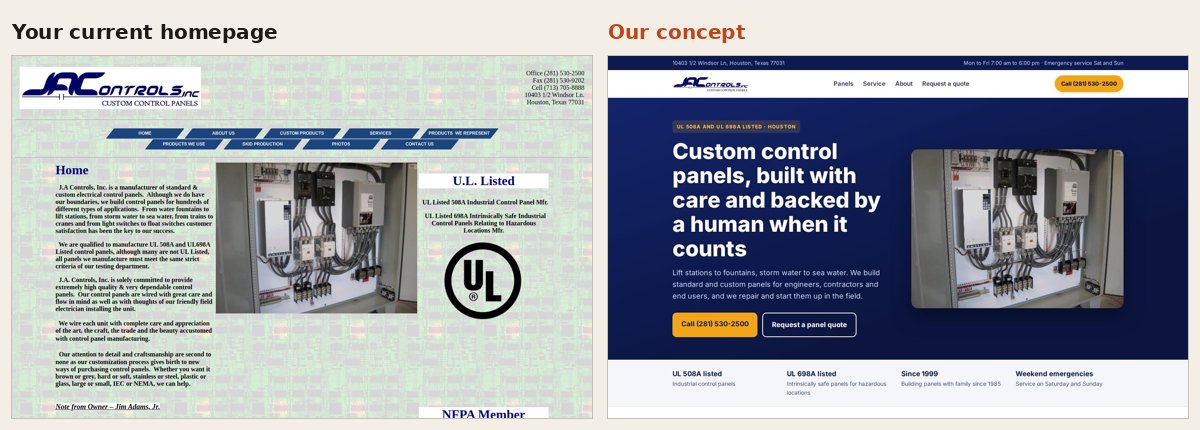 Your current homepage
JAControls, INC
CUSTOM CONTROL PANELS
Office (281) 530-2500
Fax (281) 530-9202
Cell (713) 705-8888
10403 1/2 Windsor Ln.
Houston, Texas 77031
HOME
ABOUT US
CUSTOM PRODUCTS
SERVICES
PRODUCTS WE REPRESENT
PRODUCTS WE USE
SKID PRODUCTION
PHOTOS
CONTACT US
Home
J.A Controls, Inc. is a manufacturer of standard &
custom electrical control panels. Although we do have
our boundaries, we build control panels for hundreds of
different types of applications. From water fountains to
lift stations, from storm water to sea water, from trains to
cranes and from light switches to float switches customer
satisfaction has been the key to our success.
We are qualified to manufacture UL 508A and UL698A
Listed control panels, although many are not UL Listed,
all panels we manufacture must meet the same strict
criteria of our testing department.
J.A. Controls, Inc. is solely committed to provide
extremely high quality & very dependable control
panels. Our control panels are wired with great care and
flow in mind as well as with thoughts of our friendly field
electrician installing the unit.
We wire each unit with complete care and appreciation
of the art, the craft, the trade and the beauty accustomed
with control panel manufacturing.
Our attention to detail and craftsmanship are second to
none as our customization process gives birth to new
ways of purchasing control panels. Whether you want it
brown or grey, hard or soft, stainless or steel, plastic or
glass, large or small, IEC or NEMA, we can help.
Note from Owner – Jim Adams, Jr.
U.L. Listed
UL Listed 508A Industrial Control Panel Mfr.
UL Listed 698A Intrinsically Safe Industrial
Control Panels Relating to Hazardous
Locations Mfr.
UL
®
NFPA Member
Our concept
10403 1/2 Windsor Ln, Houston, Texas 77031
Mon to Fri 7:00 am to 6:00 pm · Emergency service Sat and Sun
JAControls, INC
CUSTOM CONTROL PANELS
Panels
Service
About
Request a quote
Call (281) 530-2500
UL 508A AND UL 698A LISTED · HOUSTON
Custom control
panels, built with
care and backed by
a human when it
counts
Lift stations to fountains, storm water to sea water. We build
standard and custom panels for engineers, contractors and
end users, and we repair and start them up in the field.
Call (281) 530-2500
Request a panel quote
UL 508A listed
Industrial control panels
UL 698A listed
Intrinsically safe panels for hazardous
locations
Since 1999
Building panels with family since 1985
Weekend emergencies
Service on Saturday and Sunday